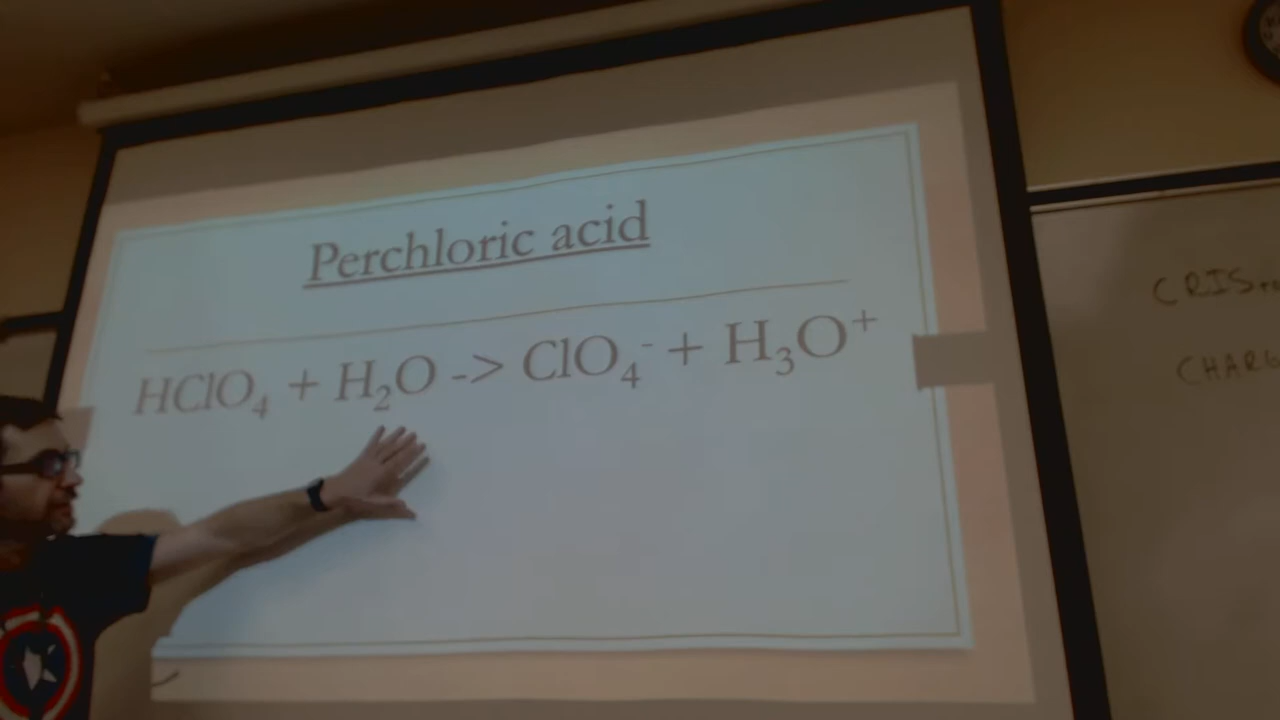 Perchloric acid
HClO₄ + H₂O -> ClO₄⁻ + H₃O⁺